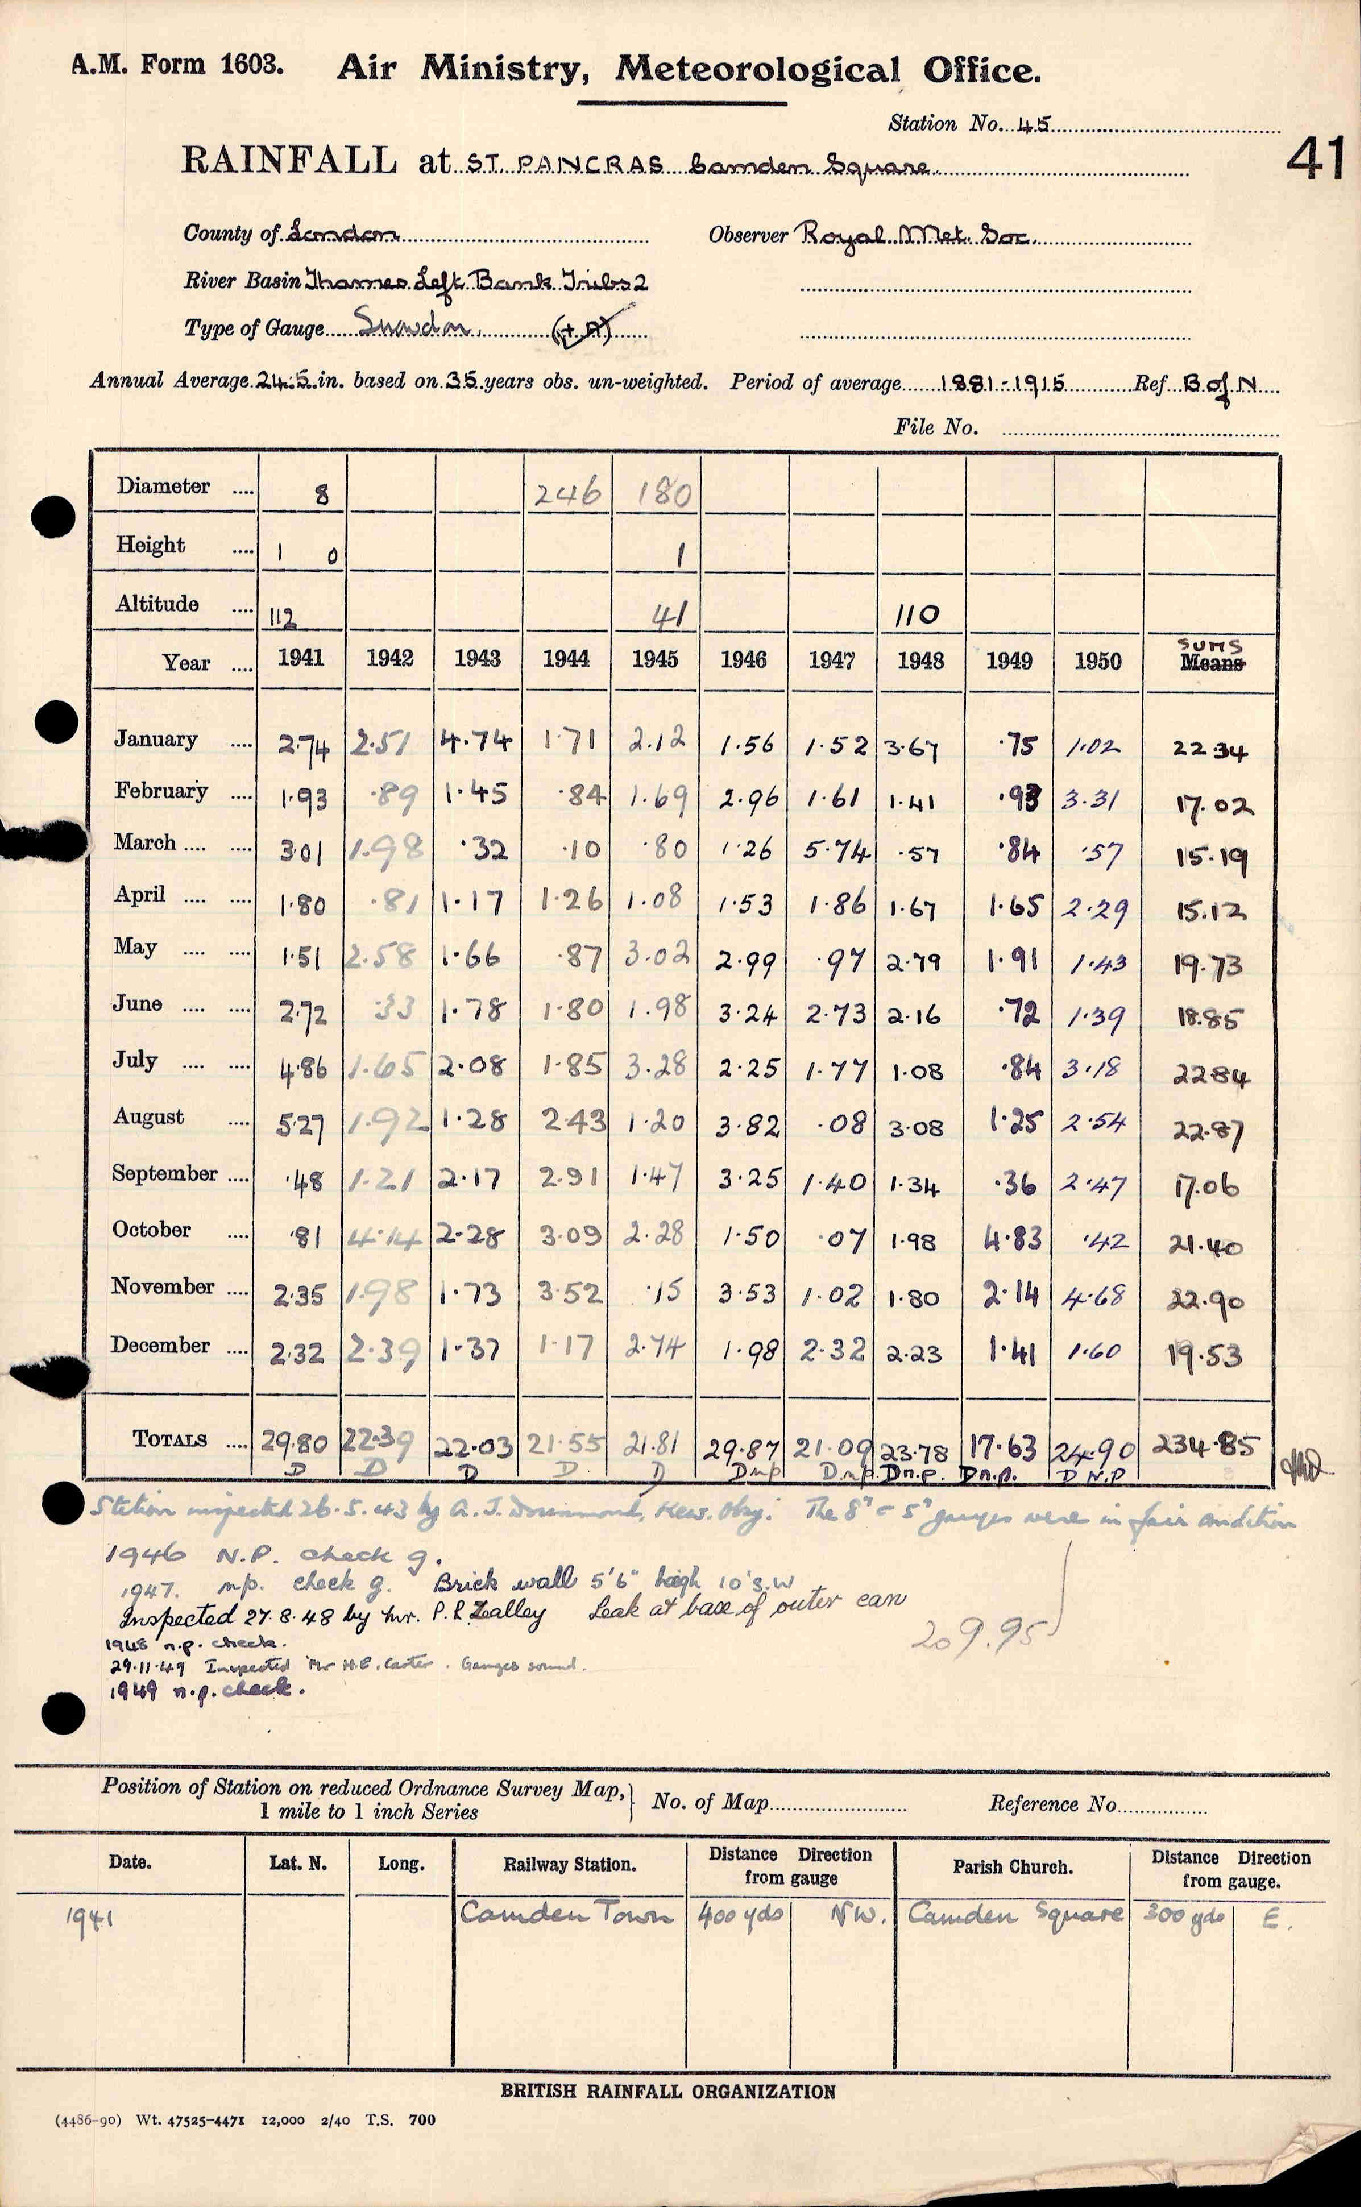 A.M. Form 1603. Air Ministry, Meteorological Office.
Station No. 45
41
RAINFALL at ST. PANCRAS Camden Square.
County of London Observer Royal Met. Soc.
River Basin Thames Left Bank Tribs 2
Type of Gauge Snowdon. (+ A)
Annual Average 24.5 in. based on 35 years obs. un-weighted. Period of average 1881-1915 Ref. B of N
File No.
Diameter .... 8 246 180
Height .... 1 0 1
Altitude .... 112 41 110
SUMS
Year .... 1941 1942 1943 1944 1945 1946 1947 1948 1949 1950 Means
January .... 2.74 2.51 4.74 1.71 2.12 1.56 1.52 3.67 .75 1.02 22.34
February .... 1.93 .89 1.45 .84 1.69 2.96 1.61 1.41 .93 3.31 17.02
March .... .... 3.01 1.98 .32 .10 .80 1.26 5.74 .57 .84 .57 15.19
April .... .... 1.80 .81 1.17 1.26 1.08 1.53 1.86 1.67 1.65 2.29 15.12
May .... .... 1.51 2.58 1.66 .87 3.02 2.99 .97 2.79 1.91 1.43 19.73
June .... .... 2.72 .33 1.78 1.80 1.98 3.24 2.73 2.16 .72 1.39 18.85
July .... .... 4.86 1.65 2.08 1.85 3.28 2.25 1.77 1.08 .84 3.18 22.84
August .... 5.27 1.92 1.28 2.43 1.20 3.82 .08 3.08 1.25 2.54 22.87
September .... .48 1.21 2.17 2.91 1.47 3.25 1.40 1.34 .36 2.47 17.06
October .... .81 4.14 2.28 3.09 2.28 1.50 .07 1.98 4.83 .42 21.40
November .... 2.35 1.98 1.73 3.52 .15 3.53 1.02 1.80 2.14 4.68 22.90
December .... 2.32 2.39 1.37 1.17 2.74 1.98 2.32 2.23 1.41 1.60 19.53
TOTALS .... 29.80 22.39 22.03 21.55 21.81 29.87 21.09 23.78 17.63 24.90 234.85
D D D D D D n.p D n.p. D n.p. D n.p. D N.P
Station inspected 26.5.43 by A. J. Drummond, Kew. Obsy. The 8" & 5" gauges were in fair condition
1946 N.P. check g.
1947. n.p. check g. Brick wall 5'6" high 10' S.W
Inspected 27.8.48 by Mr. P. R. Zealley Leak at base of outer can
209.95
1948 n.p. check.
29.11.49 Inspected Mr H.E. Carter. Gauges sound.
1949 n.p. check.
Position of Station on reduced Ordnance Survey Map, 1 mile to 1 inch Series No. of Map Reference No.
Date. Lat. N. Long. Railway Station. Distance Direction from gauge Parish Church. Distance Direction from gauge.
1941 Camden Town 400 yds NW. Camden Square 300 yds E.
BRITISH RAINFALL ORGANIZATION
(4486-90) Wt. 47525-4471 12,000 2/40 T.S. 700